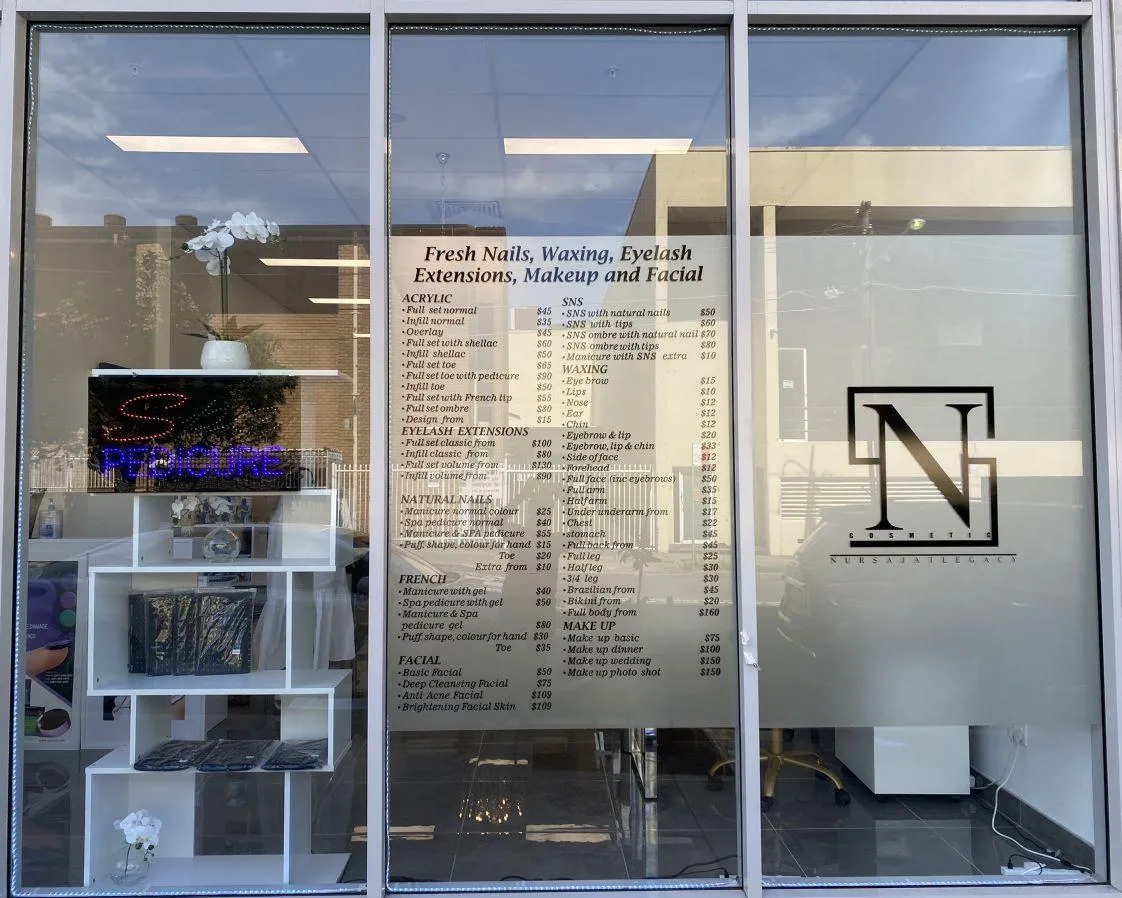 Fresh Nails, Waxing, Eyelash
Extensions, Makeup and Facial
ACRYLIC
•Full set normal $45
•Infill normal $35
•Overlay $45
•Full set with shellac $60
•Infill shellac $50
•Full set toe $65
•Full set toe with pedicure $90
•Infill toe $50
•Full set with French tip $55
•Full set ombre $80
•Design from $15
EYELASH EXTENSIONS
•Full set classic from $100
•Infill classic from $80
•Full set volume from $130
•Infill volume from $90
NATURAL NAILS
•Manicure normal colour $25
•Spa pedicure normal $40
•Manicure & SPA pedicure $55
•Puff, shape, colour for hand $15
Toe $20
Extra from $10
FRENCH
•Manicure with gel $40
•Spa pedicure with gel $50
•Manicure & Spa
pedicure gel $80
•Puff, shape, colour for hand $30
Toe $35
FACIAL
•Basic Facial $50
•Deep Cleansing Facial $75
•Anti Acne Facial $109
•Brightening Facial Skin $109
SNS
•SNS with natural nails $50
•SNS with tips $60
•SNS ombre with natural nail $70
•SNS ombre with tips $80
•Manicure with SNS extra $10
WAXING
•Eye brow $15
•Lips $10
•Nose $12
•Ear $12
•Chin $12
•Eyebrow & lip $20
•Eyebrow, lip & chin $33
•Side of face $12
•Forehead $12
•Full face (inc eyebrows) $50
•Full arm $35
•Half arm $15
•Under underarm from $17
•Chest $22
•stomach $45
•Full back from $45
•Full leg $25
•Half leg $30
•3/4 leg $30
•Brazilian from $45
•Bikini from $20
•Full body from $160
MAKE UP
•Make up basic $75
•Make up dinner $100
•Make up wedding $150
•Make up photo shot $150
S
PEDICURE
N
COSMETIC
NURSAJATLEGACY